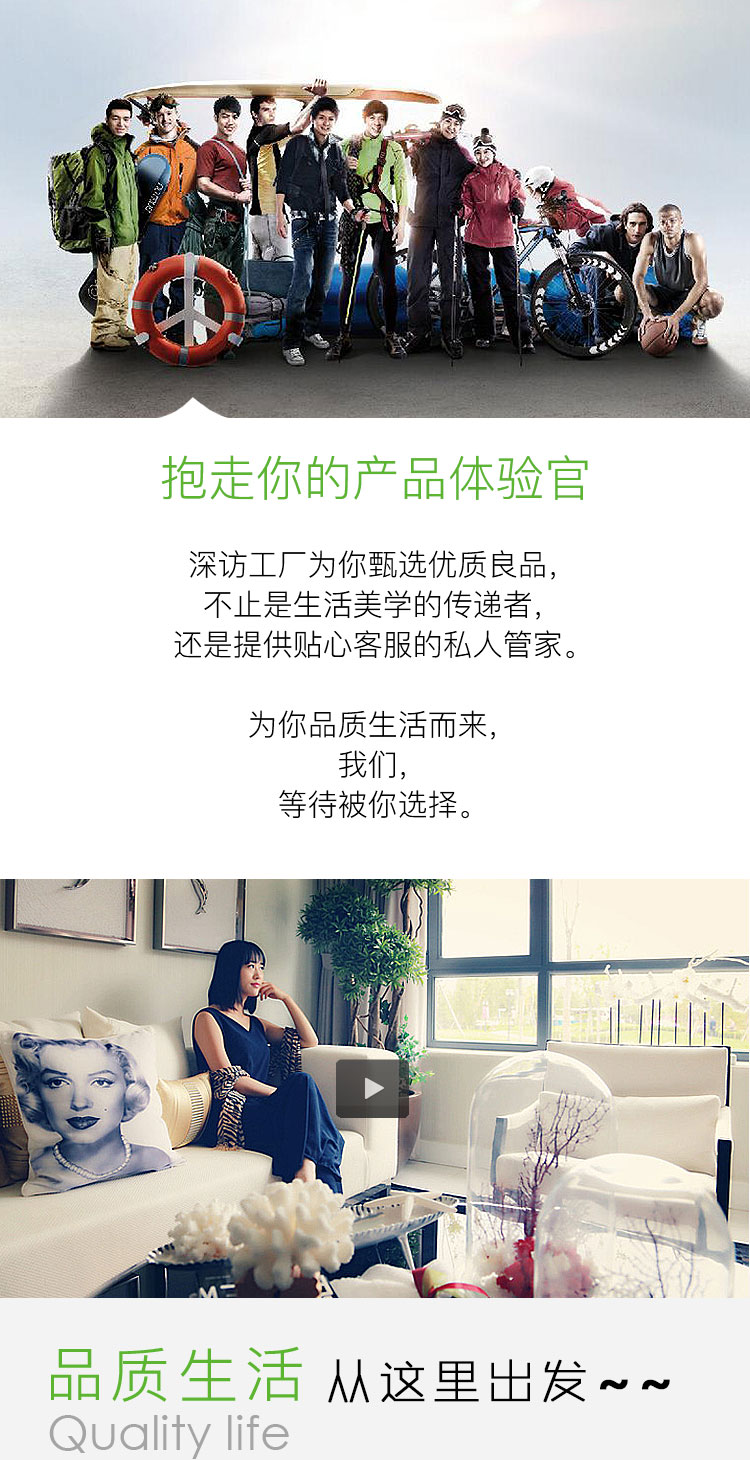 抱走你的产品体验官
深访工厂为你甄选优质良品，
不止是生活美学的传递者，
还是提供贴心客服的私人管家。
为你品质生活而来，
我们，
等待被你选择。
品质生活 从这里出发~~
Quality life